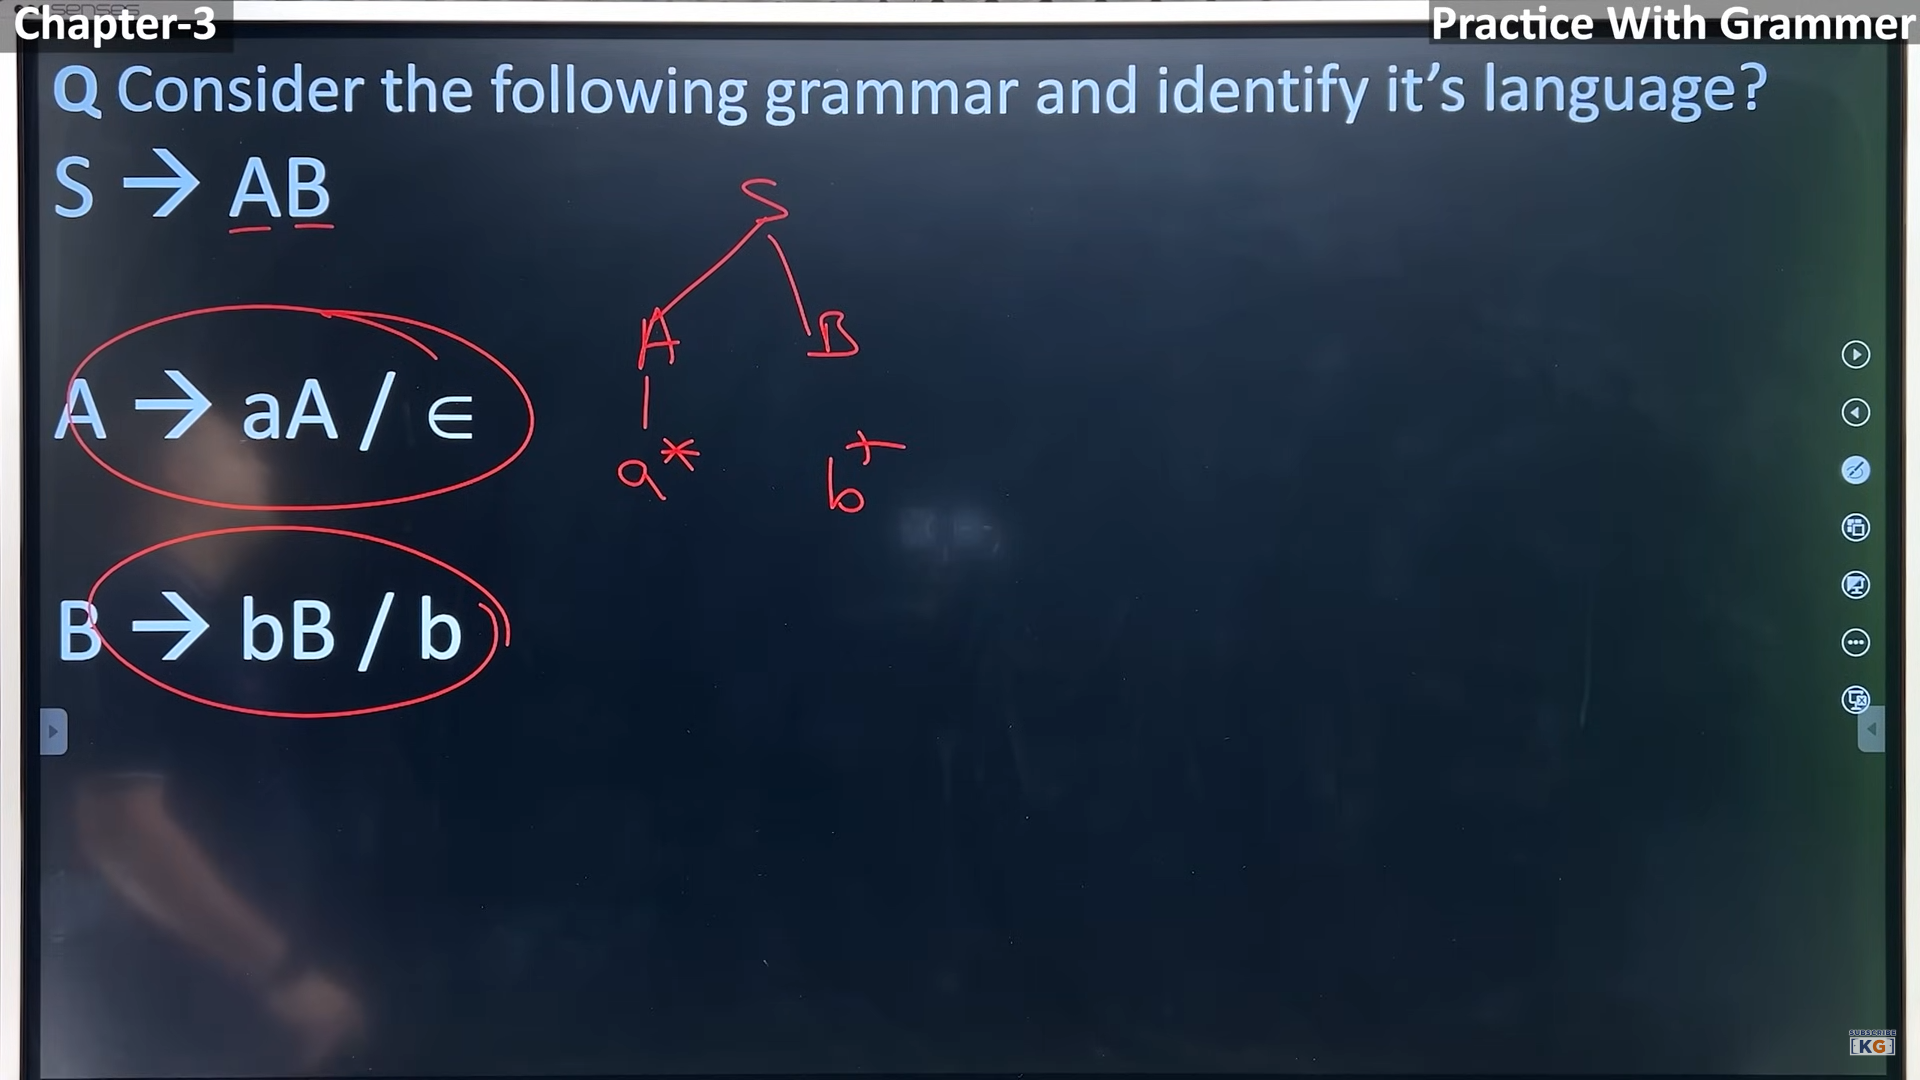 Chapter-3
Practice With Grammer
Q Consider the following grammar and identify it's language?
S → AB
A → aA / ∈
B → bB / b
S
A B
a* b+
SUBSCRIBE
KG